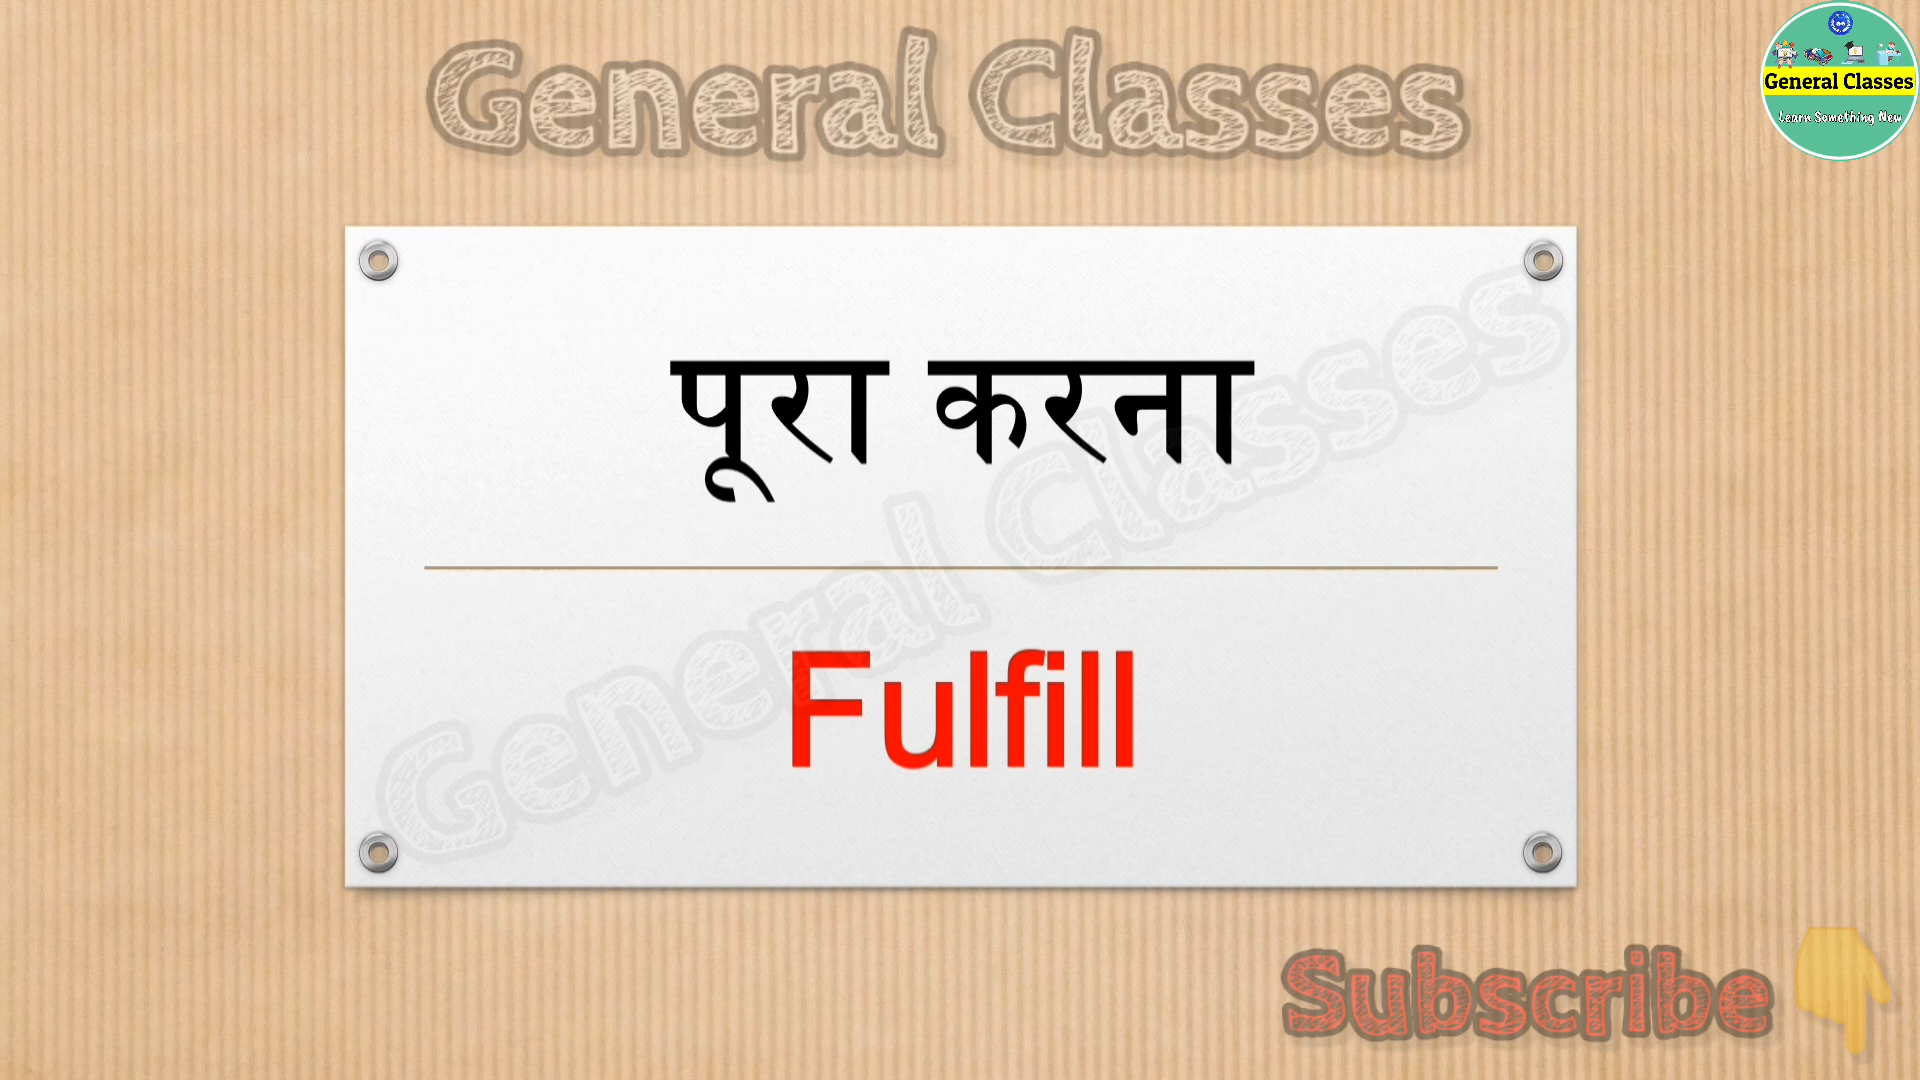 General Classes
General Classes
Learn Something New
पूरा करना
General Classes
Fulfill
Subscribe